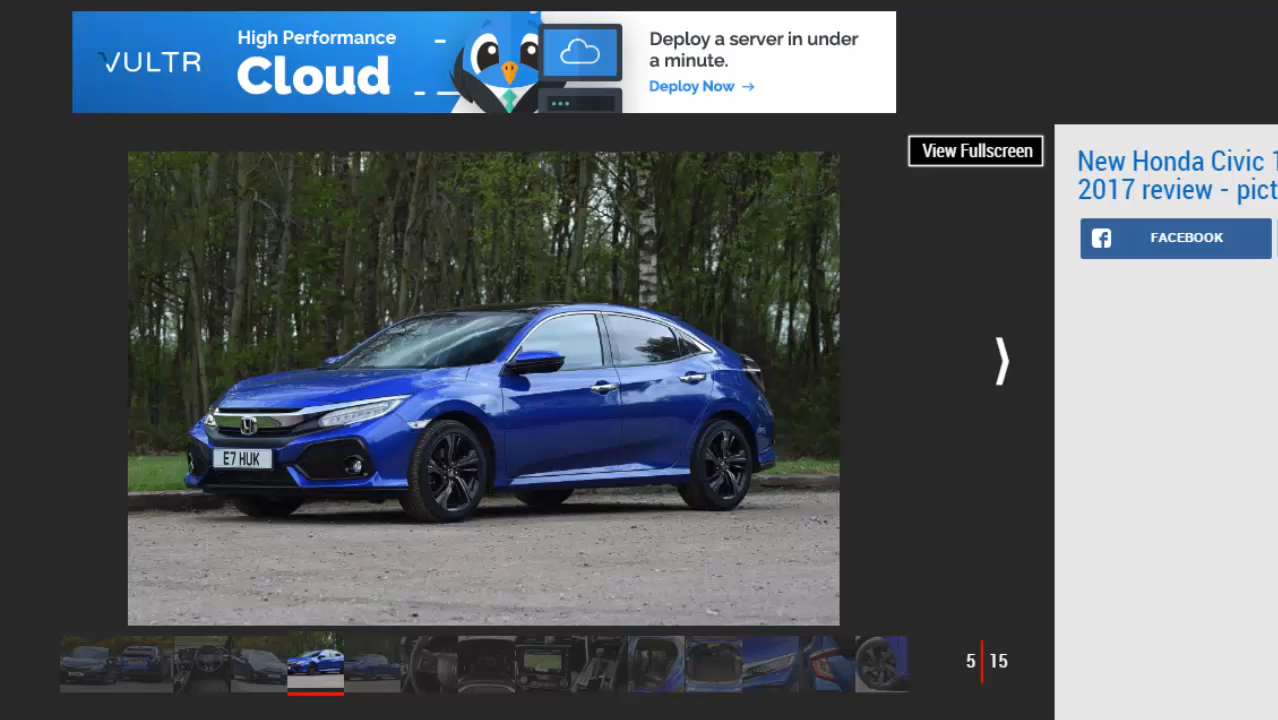 VULTR
High Performance
Cloud
Deploy a server in under
a minute.
Deploy Now →
View Fullscreen
New Honda Civic
2017 review - pict
FACEBOOK
E7 HUK
5 | 15